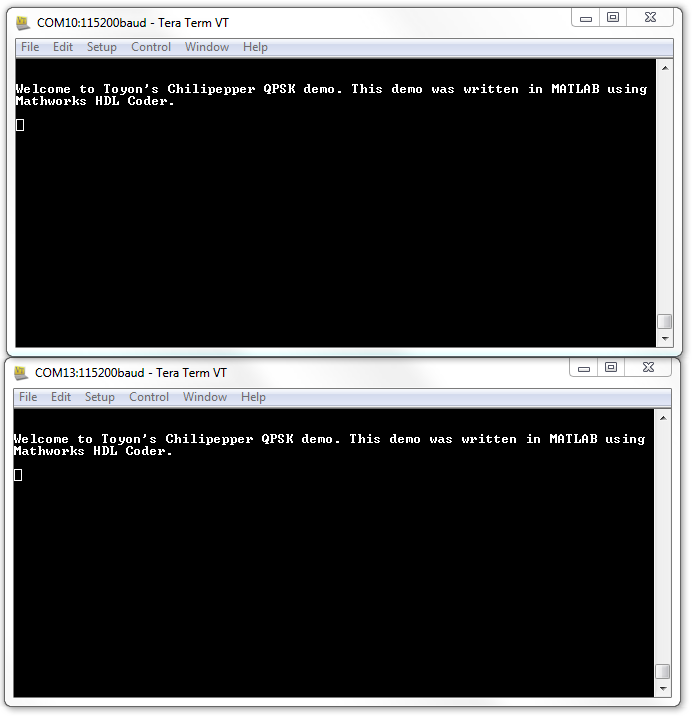 COM10:115200baud - Tera Term VT
File Edit Setup Control Window Help
Welcome to Toyon's Chilipepper QPSK demo. This demo was written in MATLAB using
Mathworks HDL Coder.
COM13:115200baud - Tera Term VT
File Edit Setup Control Window Help
Welcome to Toyon's Chilipepper QPSK demo. This demo was written in MATLAB using
Mathworks HDL Coder.